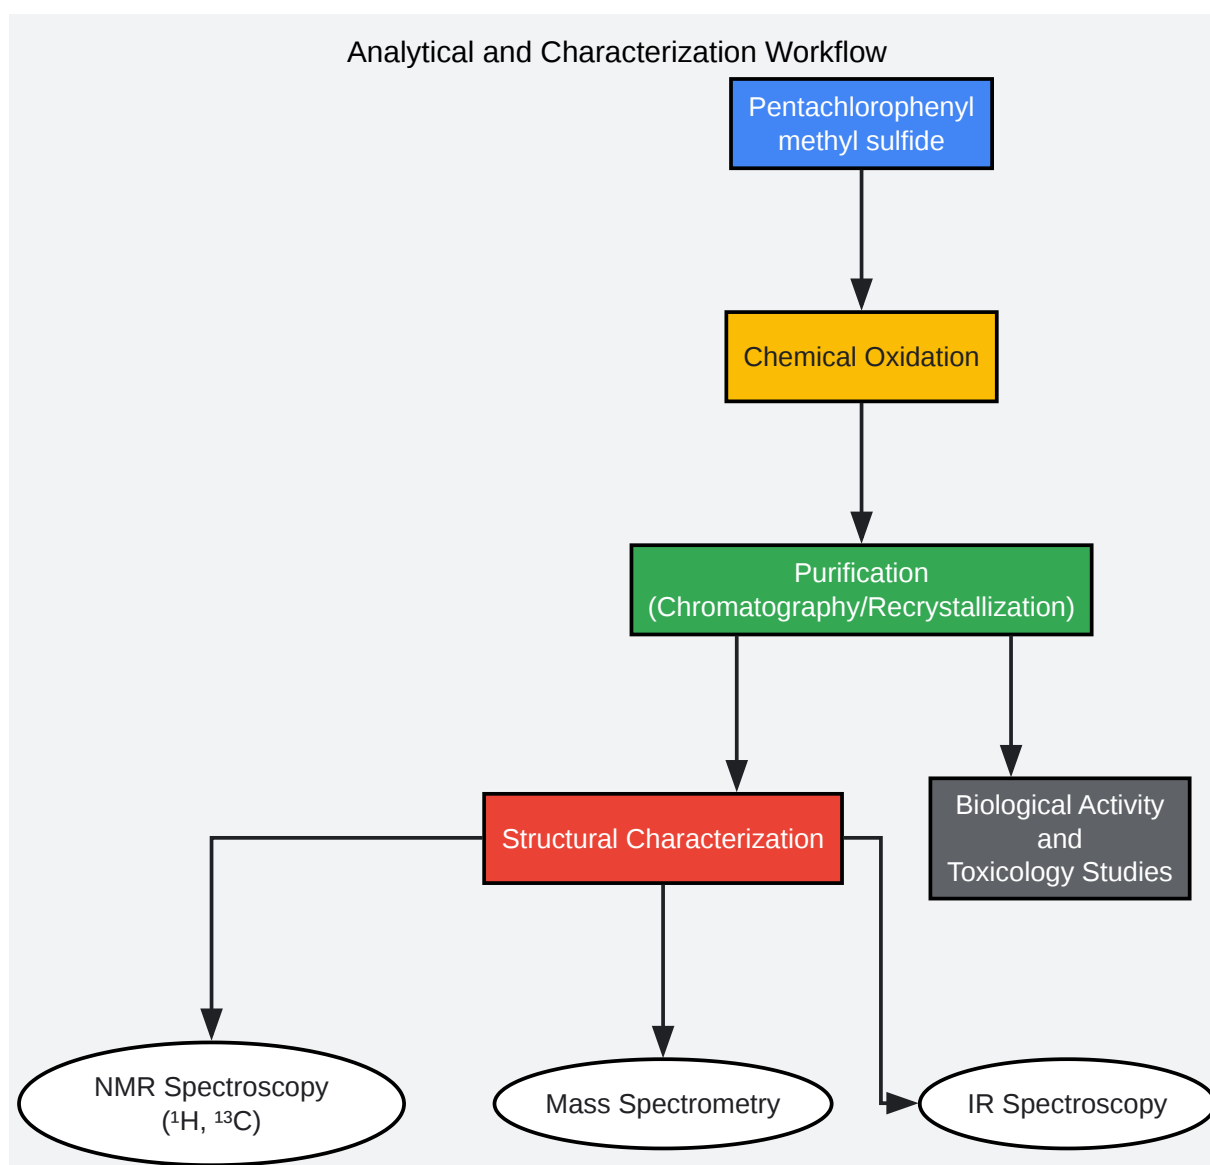 Analytical and Characterization Workflow
Pentachlorophenyl
methyl sulfide
Chemical Oxidation
Purification
(Chromatography/Recrystallization)
Structural Characterization
Biological Activity
and
Toxicology Studies
NMR Spectroscopy
(¹H, ¹³C)
Mass Spectrometry
IR Spectroscopy